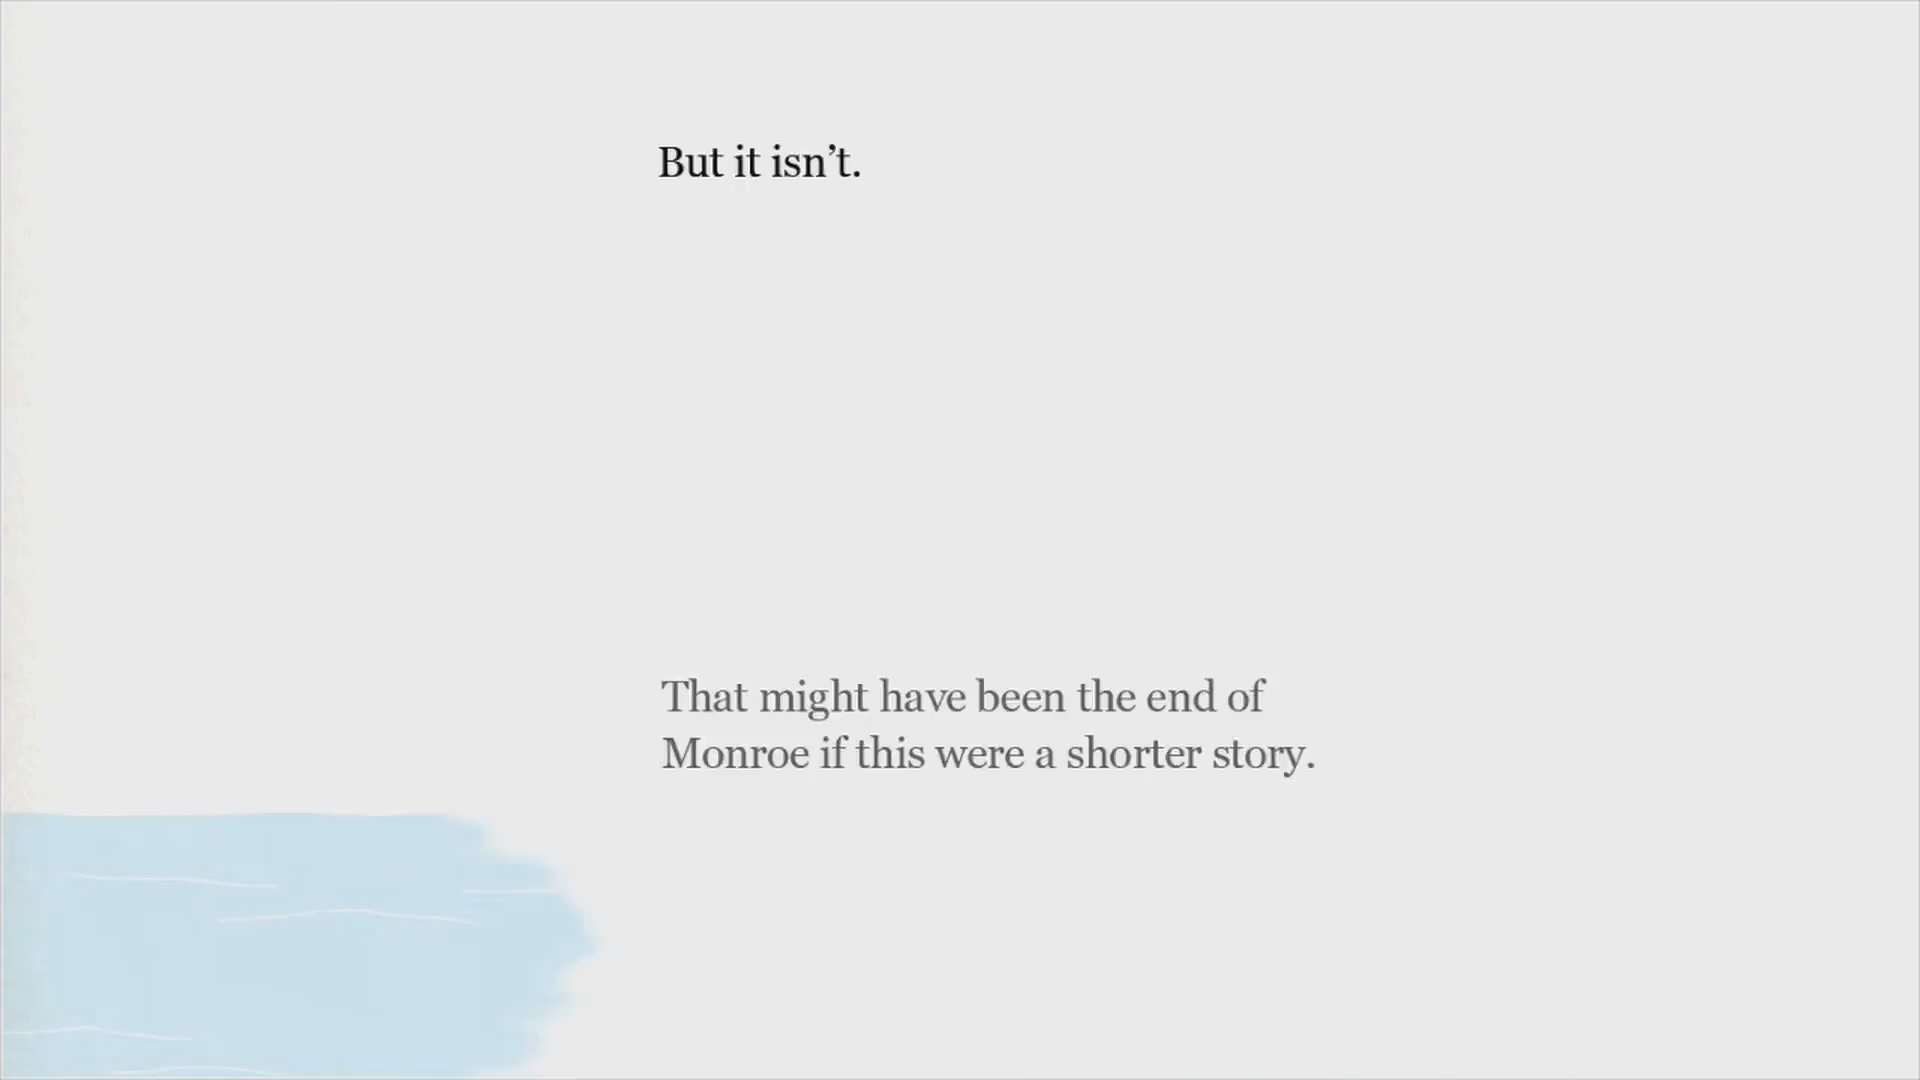 But it isn’t.
That might have been the end of
Monroe if this were a shorter story.